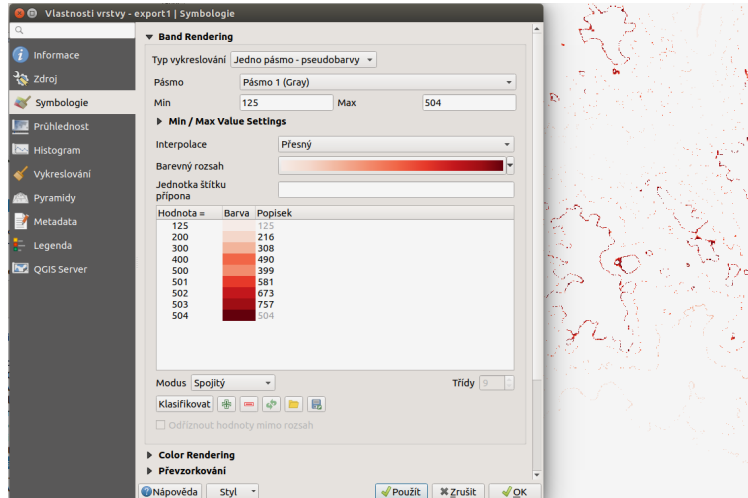 Vlastnosti vrstvy - export1 | Symbologie
Informace
Zdroj
Symbologie
Průhlednost
Histogram
Vykreslování
Pyramidy
Metadata
Legenda
QGIS Server
Band Rendering
Typ vykreslování Jedno pásmo - pseudobarvy
Pásmo Pásmo 1 (Gray)
Min 125 Max 504
Min / Max Value Settings
Interpolace Přesný
Barevný rozsah
Jednotka štítku
přípona
Hodnota = Barva Popisek
125 125
200 216
300 308
400 490
500 399
501 581
502 673
503 757
504 504
Modus Spojitý Třídy 9
Klasifikovat
Odříznout hodnoty mimo rozsah
Color Rendering
Převzorkování
Nápověda Styl Použít Zrušit OK